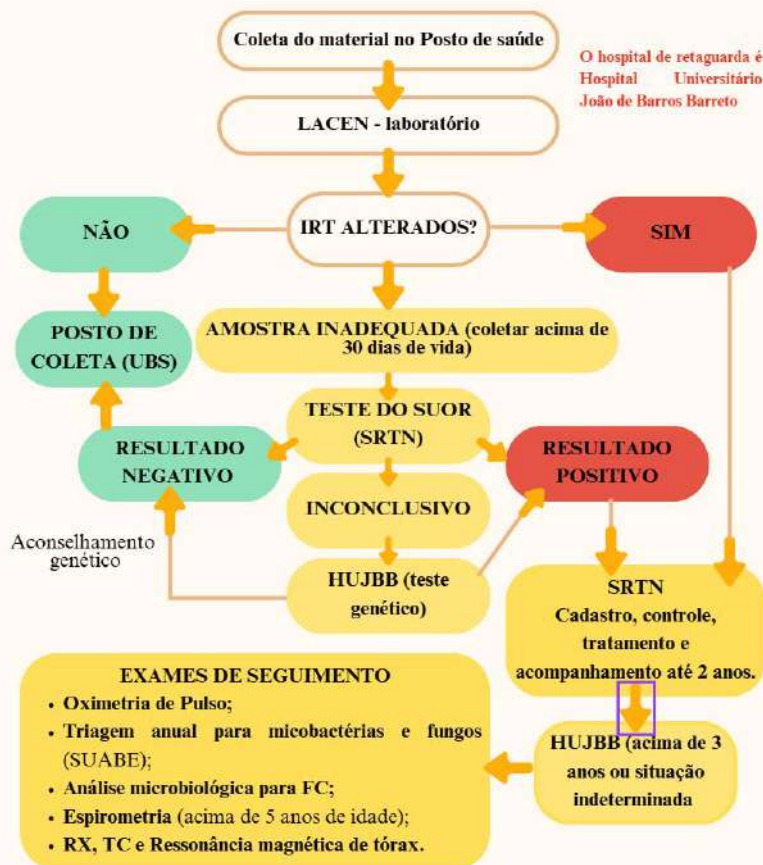 Coleta do material no Posto de saúde
O hospital de retaguarda é
Hospital Universitário
João de Barros Barreto
LACEN - laboratório
NÃO
IRT ALTERADOS?
SIM
POSTO DE
COLETA (UBS)
AMOSTRA INADEQUADA (coletar acima de
30 dias de vida)
TESTE DO SUOR
(SRTN)
RESULTADO
NEGATIVO
RESULTADO
POSITIVO
INCONCLUSIVO
Aconselhamento
genético
HUJBB (teste
genético)
SRTN
Cadastro, controle,
tratamento e
acompanhamento até 2 anos.
EXAMES DE SEGUIMENTO
• Oximetria de Pulso;
• Triagem anual para micobactérias e fungos
(SUABE);
• Análise microbiológica para FC;
• Espirometria (acima de 5 anos de idade);
• RX, TC e Ressonância magnética de tórax.
HUJBB (acima de 3
anos ou situação
indeterminada